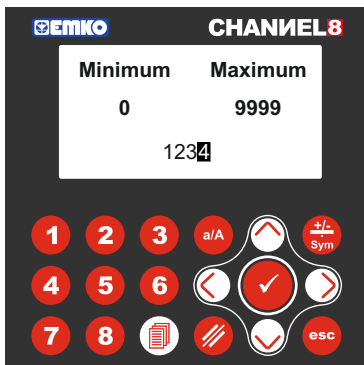 EMKO CHANNEL8
Minimum Maximum
0 9999
1234
1 2 3 a/A +/- Sym
4 5 6
7 8 esc